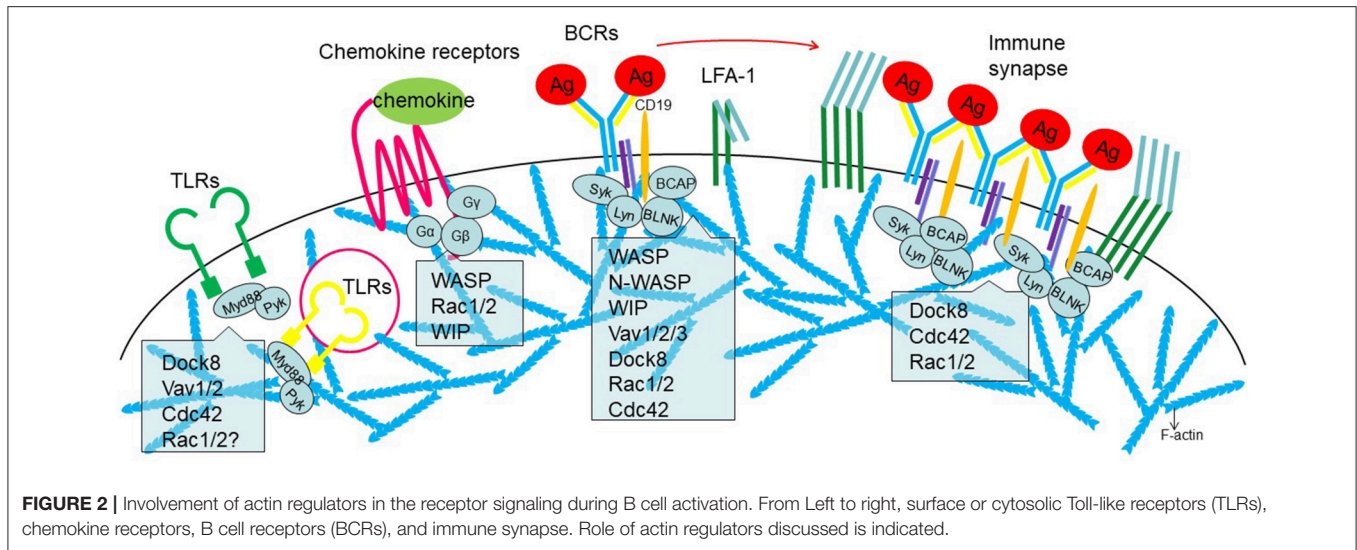 Chemokine receptors
chemokine
TLRs
Myd88
Pyk
TLRs
Myd88
Pyk
Dock8
Vav1/2
Cdc42
Rac1/2?
Gγ
Gα
Gβ
WASP
Rac1/2
WIP
BCRs
Ag
Ag
CD19
LFA-1
Syk
Lyn
BCAP
BLNK
WASP
N-WASP
WIP
Vav1/2/3
Dock8
Rac1/2
Cdc42
Immune
synapse
Ag
Ag
Ag
Ag
Syk
BCAP
Lyn
BLNK
Syk
Lyn
BCAP
BLNK
Dock8
Cdc42
Rac1/2
F-actin
FIGURE 2 | Involvement of actin regulators in the receptor signaling during B cell activation. From Left to right, surface or cytosolic Toll-like receptors (TLRs),
chemokine receptors, B cell receptors (BCRs), and immune synapse. Role of actin regulators discussed is indicated.